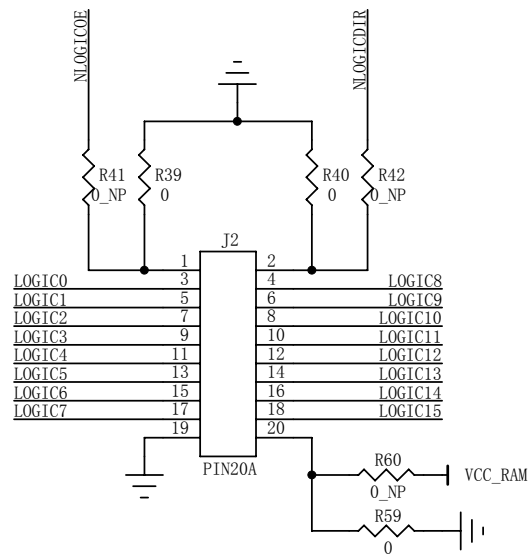 NLOGICOE
NLOGICDIR
R41
0_NP
R39
0
R40
0
R42
0_NP
J2
1
2
LOGIC0
3
4
LOGIC8
LOGIC1
5
6
LOGIC9
LOGIC2
7
8
LOGIC10
LOGIC3
9
10
LOGIC11
LOGIC4
11
12
LOGIC12
LOGIC5
13
14
LOGIC13
LOGIC6
15
16
LOGIC14
LOGIC7
17
18
LOGIC15
19
20
PIN20A
R60
0_NP
VCC_RAM
R59
0